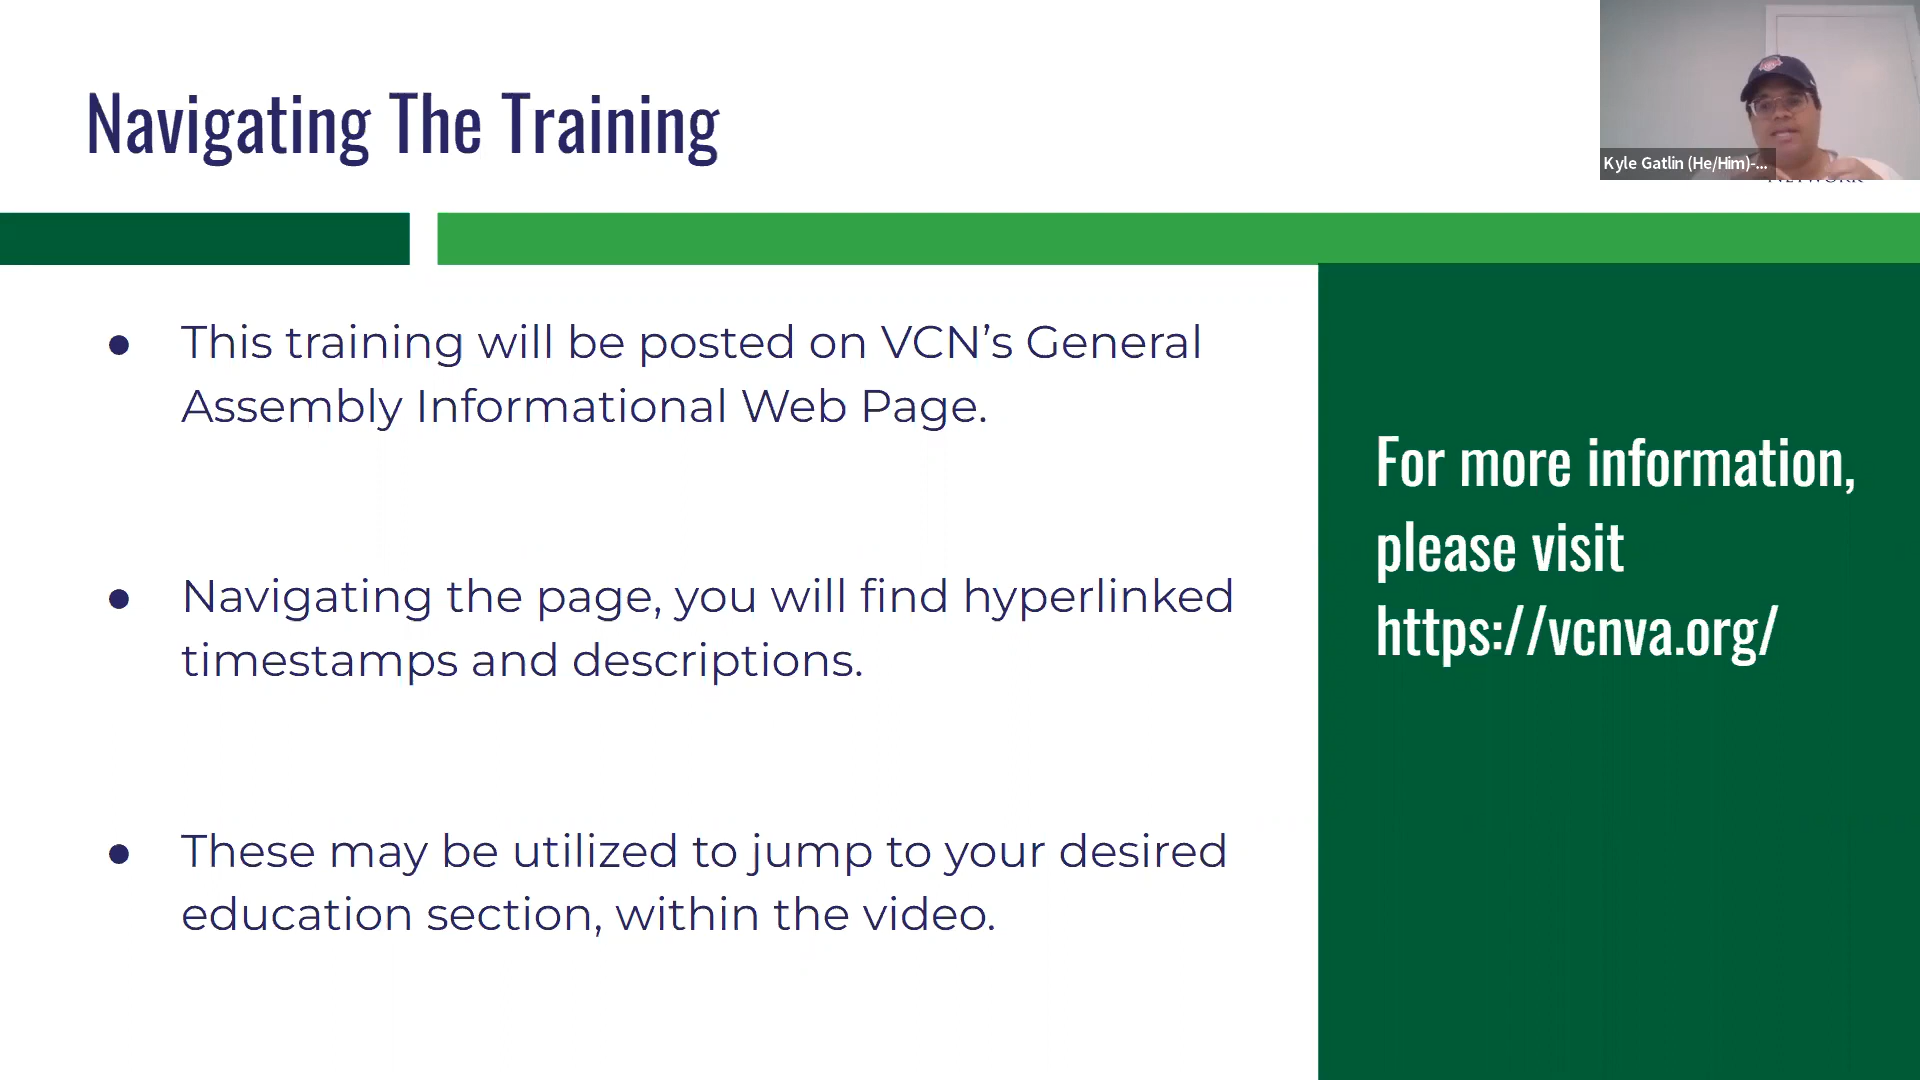 Navigating The Training
Kyle Gatlin (He/Him)-...
NETWORK
● This training will be posted on VCN’s General
Assembly Informational Web Page.
● Navigating the page, you will find hyperlinked
timestamps and descriptions.
● These may be utilized to jump to your desired
education section, within the video.
For more information,
please visit
https://vcnva.org/